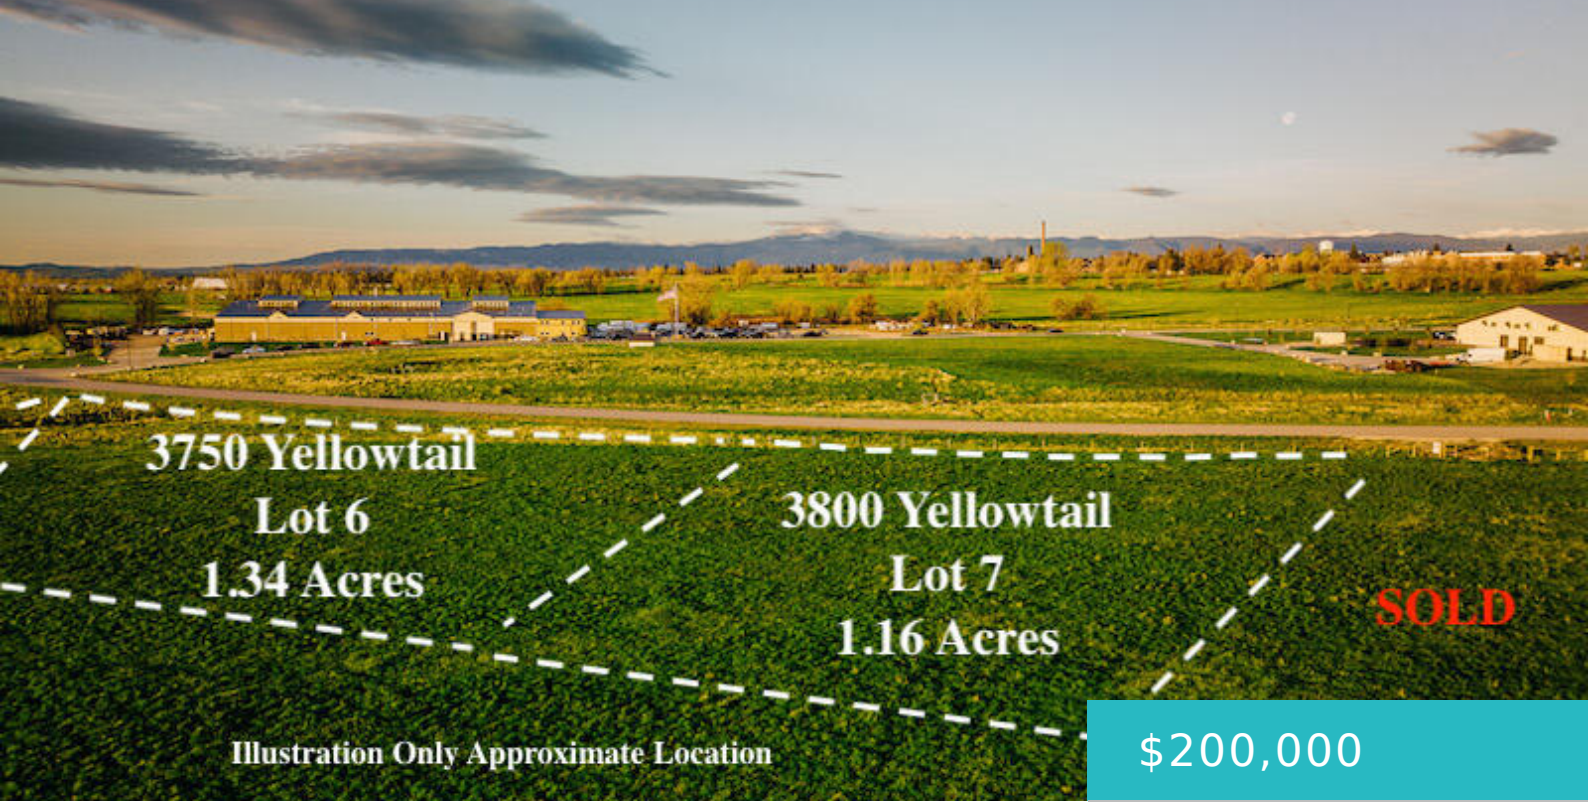 3750 Yellowtail
Lot 6
1.34 Acres
3800 Yellowtail
Lot 7
1.16 Acres
SOLD
Illustration Only Approximate Location
$200,000